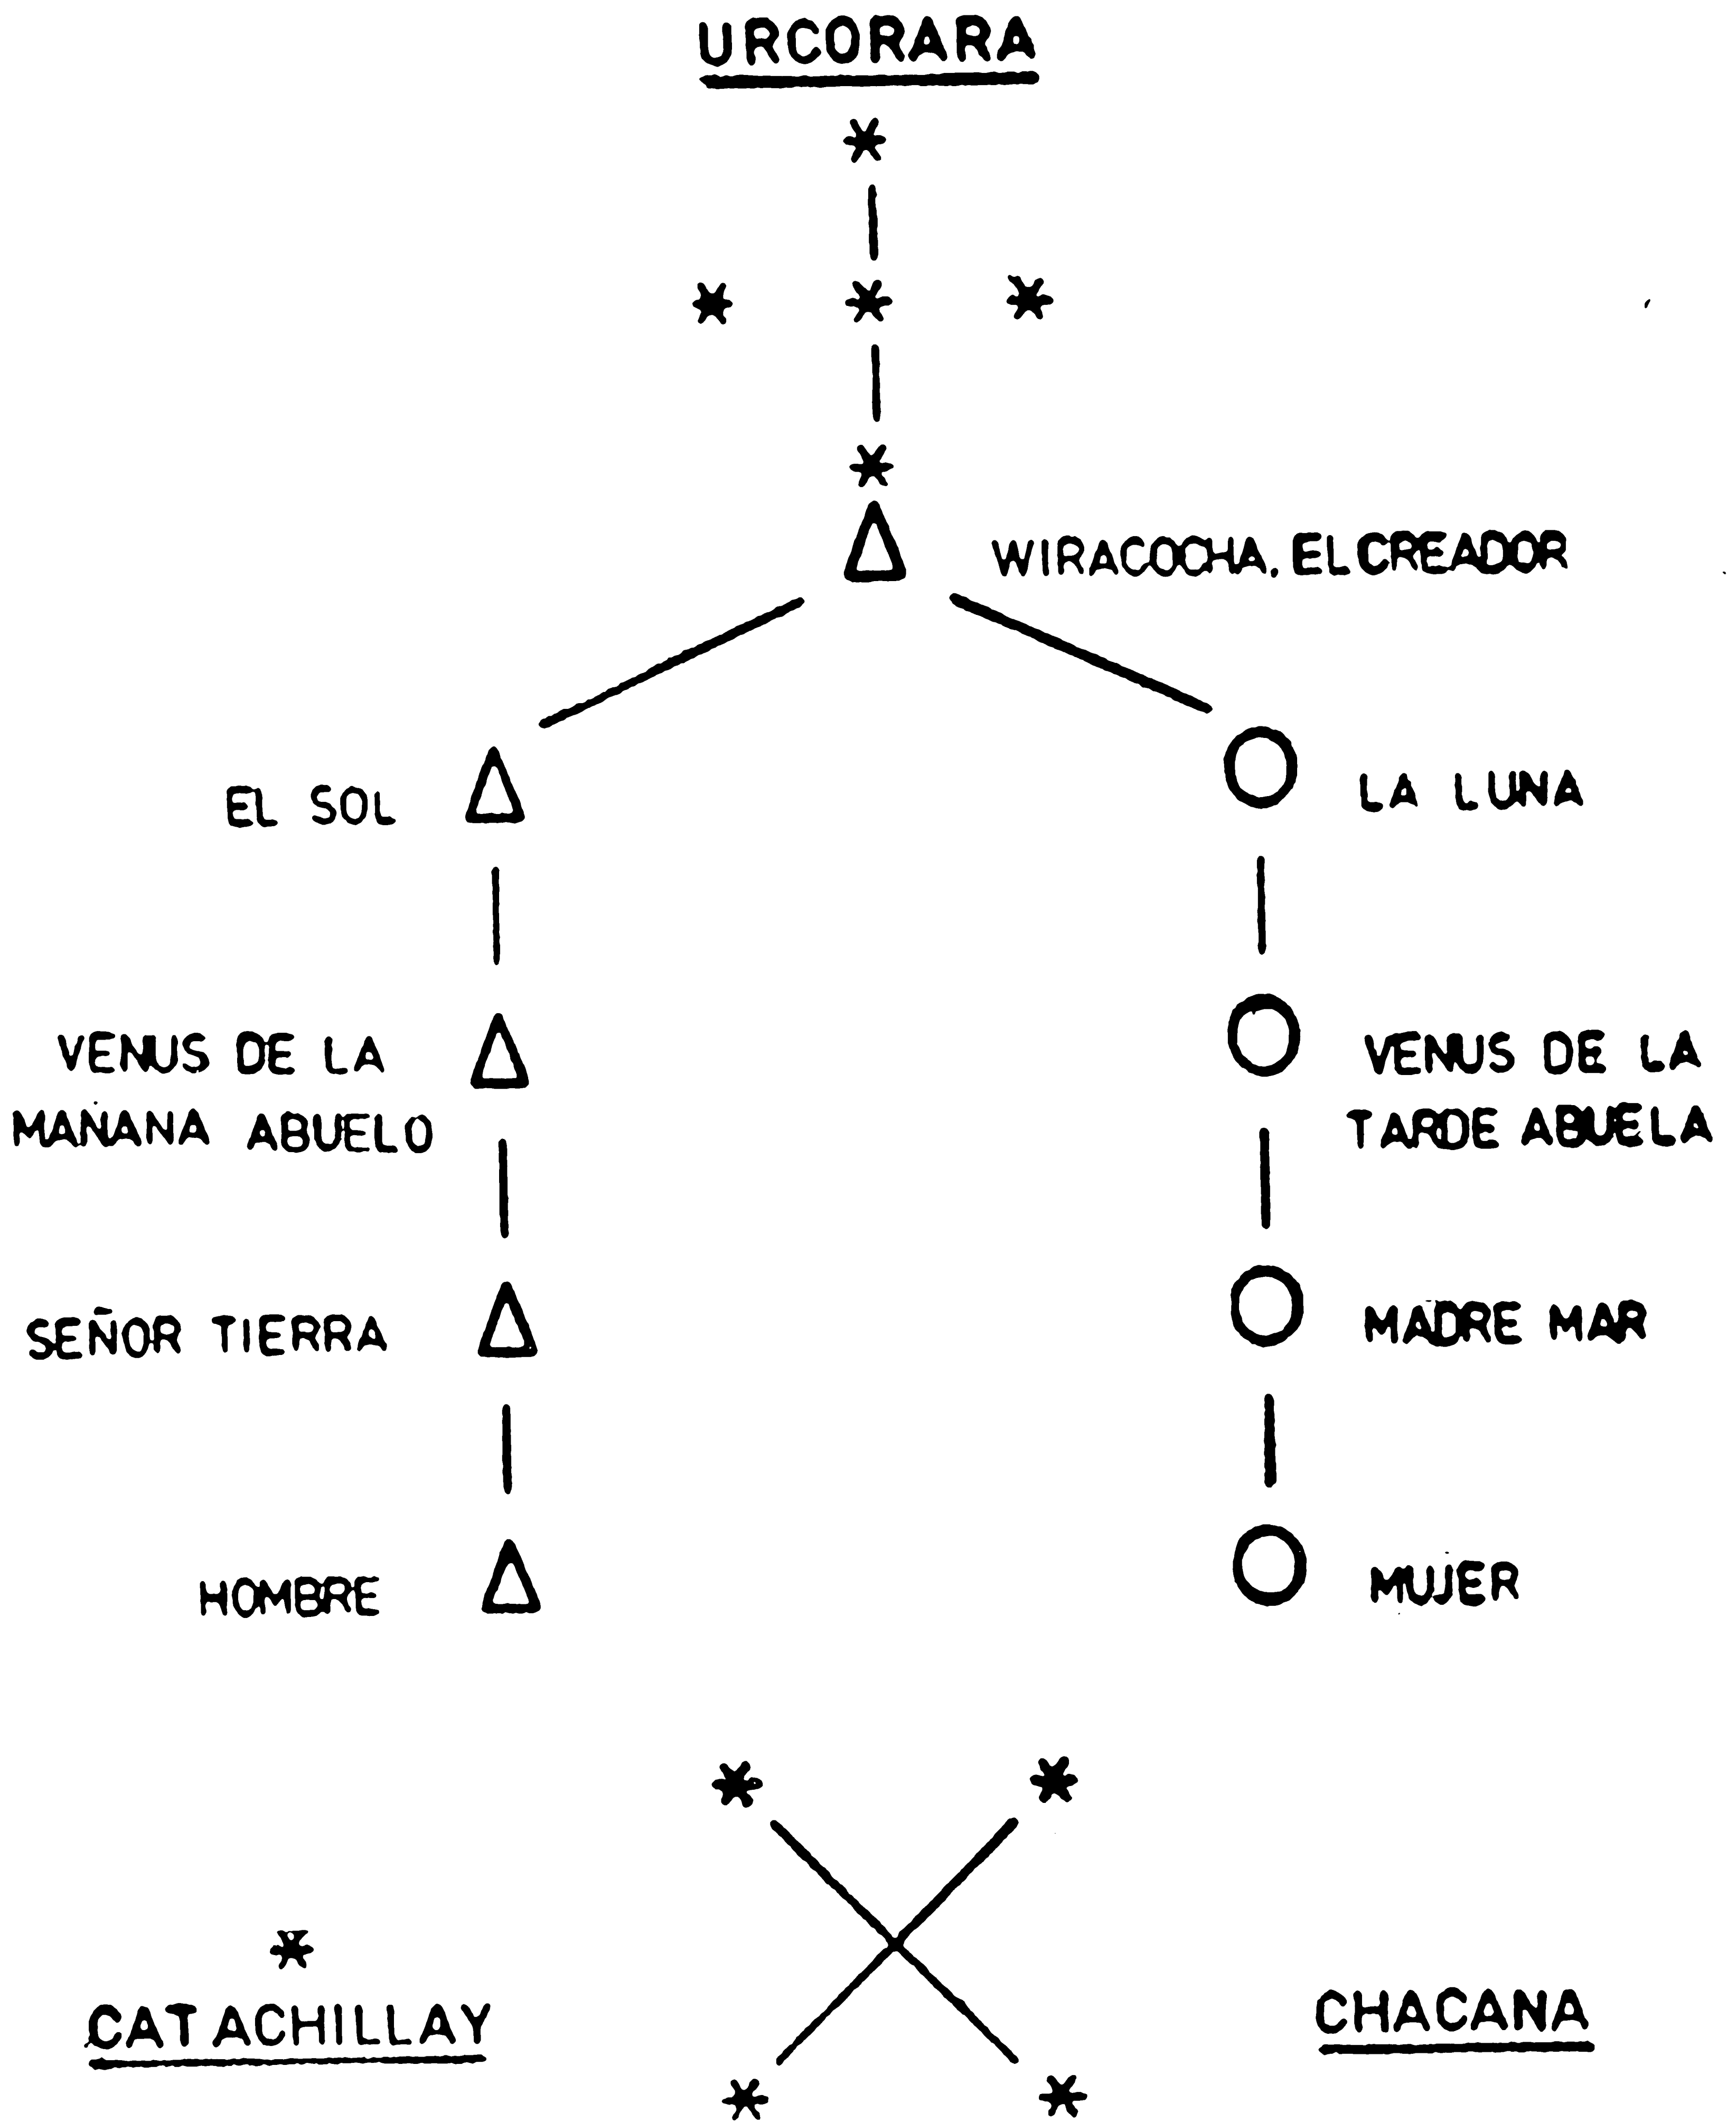 URCORARA
WIRACOCHA, EL CREADOR
EL SOL
LA LUNA
VENUS DE LA
MAÑANA ABUELO
VENUS DE LA
TARDE ABUELA
SEÑOR TIERRA
MADRE MAR
HOMBRE
MUJER
CATACHILLAY
CHACANA